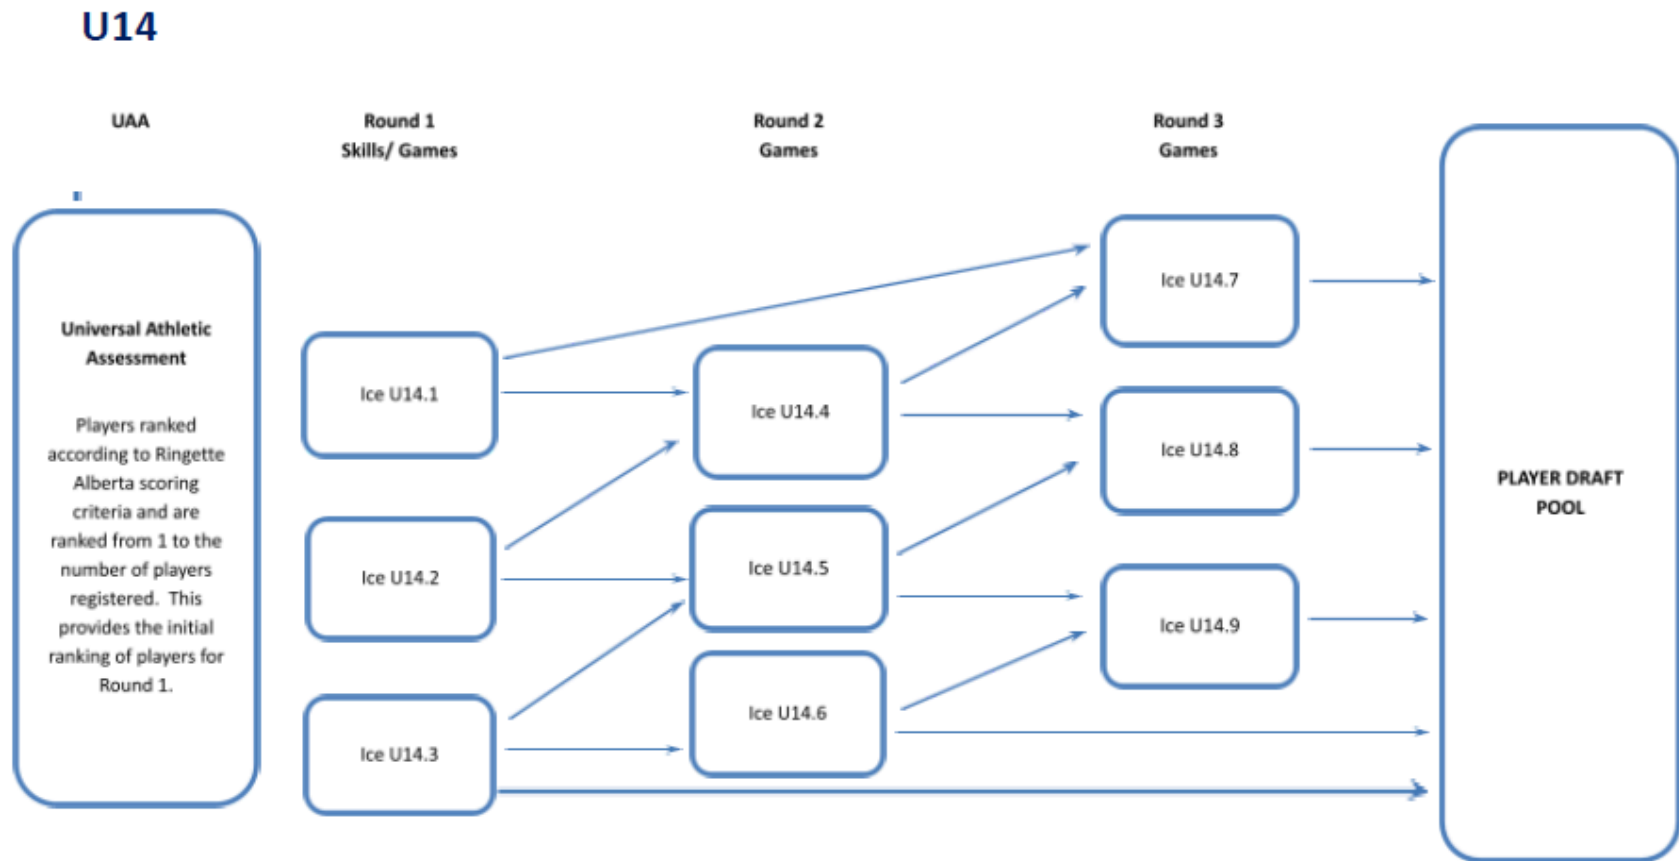 U14
UAA
Round 1
Skills/ Games
Round 2
Games
Round 3
Games
Universal Athletic
Assessment
Players ranked
according to Ringette
Alberta scoring
criteria and are
ranked from 1 to the
number of players
registered.  This
provides the initial
ranking of players for
Round 1.
Ice U14.1
Ice U14.2
Ice U14.3
Ice U14.4
Ice U14.5
Ice U14.6
Ice U14.7
Ice U14.8
Ice U14.9
PLAYER DRAFT
POOL